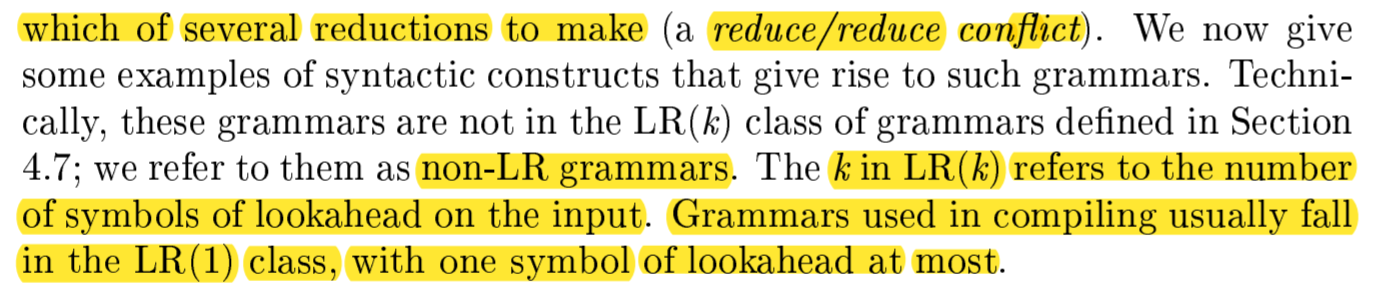 which of several reductions to make (a reduce/reduce conflict). We now give
some examples of syntactic constructs that give rise to such grammars. Techni-
cally, these grammars are not in the LR(k) class of grammars defined in Section
4.7; we refer to them as non-LR grammars. The k in LR(k) refers to the number
of symbols of lookahead on the input. Grammars used in compiling usually fall
in the LR(1) class, with one symbol of lookahead at most.